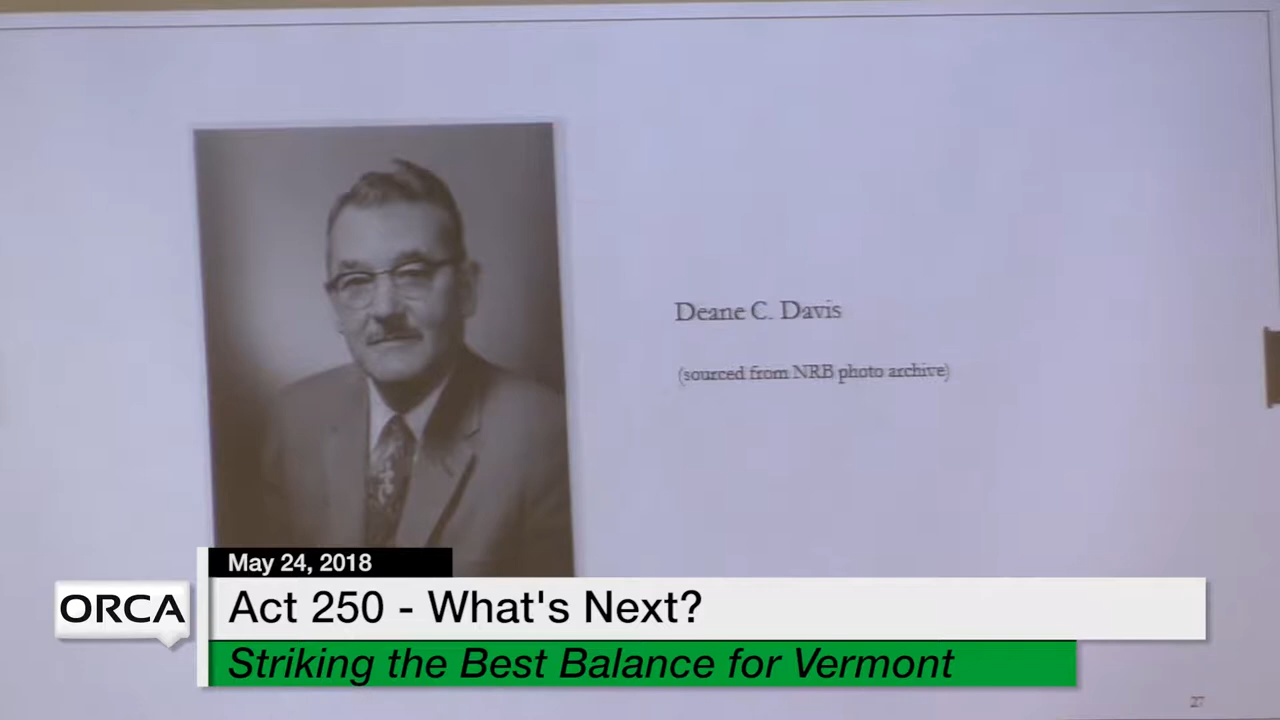 Deane C. Davis
(sourced from NRB photo archive)
May 24, 2018
ORCA
Act 250 - What's Next?
Striking the Best Balance for Vermont
27